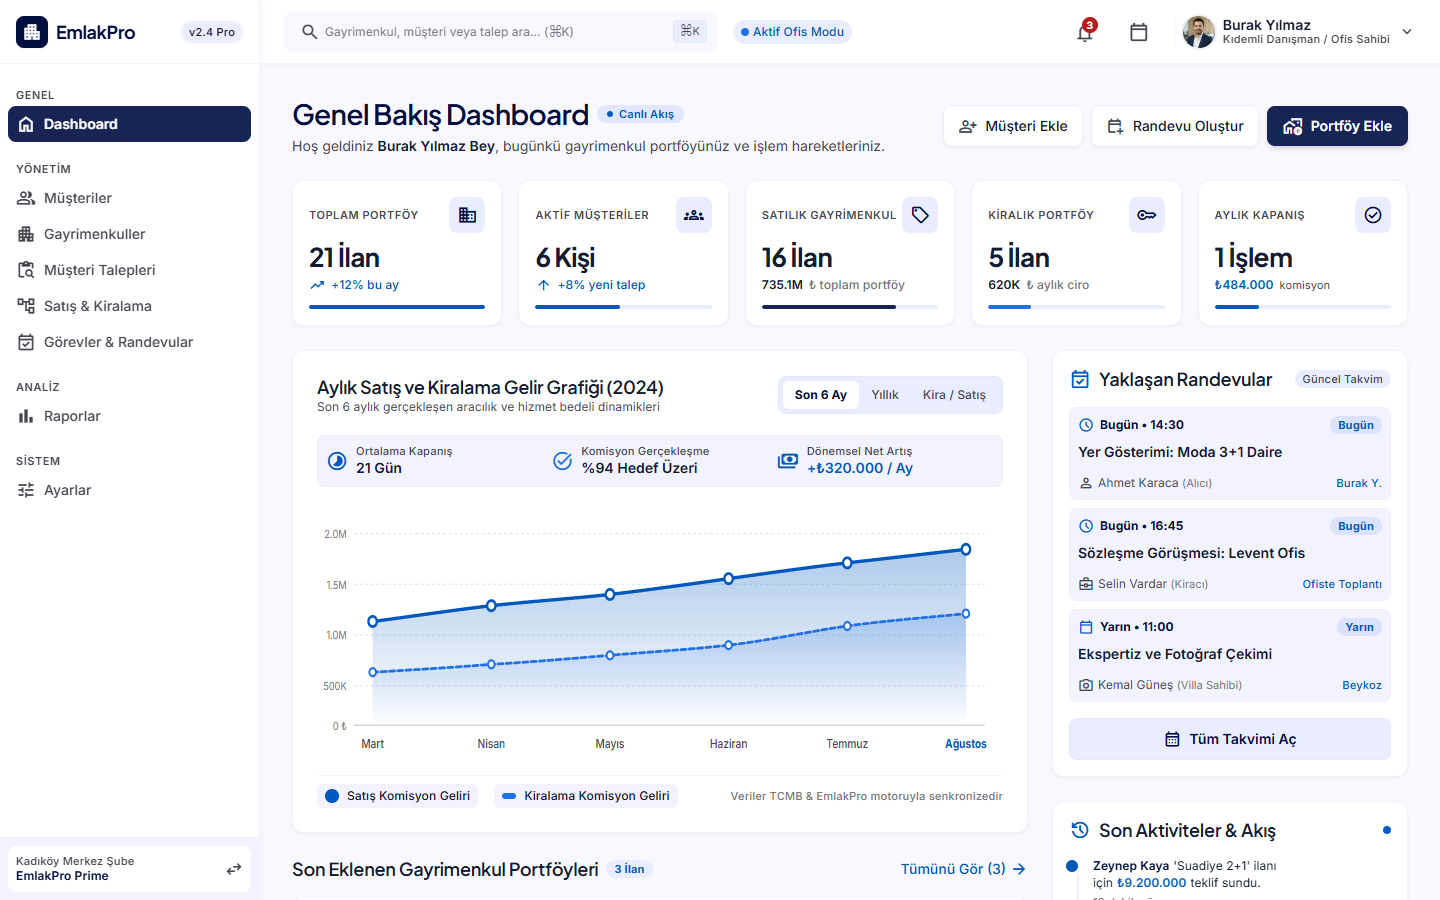 EmlakPro
v2.4 Pro
Gayrimenkul, müşteri veya talep ara... (⌘K)
⌘K
Aktif Ofis Modu
3
Burak Yılmaz
Kıdemli Danışman / Ofis Sahibi
GENEL
Dashboard
YÖNETİM
Müşteriler
Gayrimenkuller
Müşteri Talepleri
Satış & Kiralama
Görevler & Randevular
ANALİZ
Raporlar
SİSTEM
Ayarlar
Kadıköy Merkez Şube
EmlakPro Prime
Genel Bakış Dashboard
Canlı Akış
Hoş geldiniz Burak Yılmaz Bey, bugünkü gayrimenkul portföyünüz ve işlem hareketleriniz.
Müşteri Ekle
Randevu Oluştur
Portföy Ekle
TOPLAM PORTFÖY
21 İlan
+12% bu ay
AKTİF MÜŞTERİLER
6 Kişi
+8% yeni talep
SATILIK GAYRİMENKUL
16 İlan
735.1M ₺ toplam portföy
KİRALIK PORTFÖY
5 İlan
620K ₺ aylık ciro
AYLIK KAPANIŞ
1 İşlem
₺484.000 komisyon
Aylık Satış ve Kiralama Gelir Grafiği (2024)
Son 6 aylık gerçekleşen aracılık ve hizmet bedeli dinamikleri
Son 6 Ay
Yıllık
Kira / Satış
Ortalama Kapanış
21 Gün
Komisyon Gerçekleşme
%94 Hedef Üzeri
Dönemsel Net Artış
+₺320.000 / Ay
2.0M
1.5M
1.0M
500K
0 ₺
Mart
Nisan
Mayıs
Haziran
Temmuz
Ağustos
Satış Komisyon Geliri
Kiralama Komisyon Geliri
Veriler TCMB & EmlakPro motoruyla senkronizedir
Son Eklenen Gayrimenkul Portföyleri
3 İlan
Tümünü Gör (3)
Yaklaşan Randevular
Güncel Takvim
Bugün • 14:30
Bugün
Yer Gösterimi: Moda 3+1 Daire
Ahmet Karaca (Alıcı)
Burak Y.
Bugün • 16:45
Bugün
Sözleşme Görüşmesi: Levent Ofis
Selin Vardar (Kiracı)
Ofiste Toplantı
Yarın • 11:00
Yarın
Ekspertiz ve Fotoğraf Çekimi
Kemal Güneş (Villa Sahibi)
Beykoz
Tüm Takvimi Aç
Son Aktiviteler & Akış
Zeynep Kaya 'Suadiye 2+1' ilanı
için ₺9.200.000 teklif sundu.